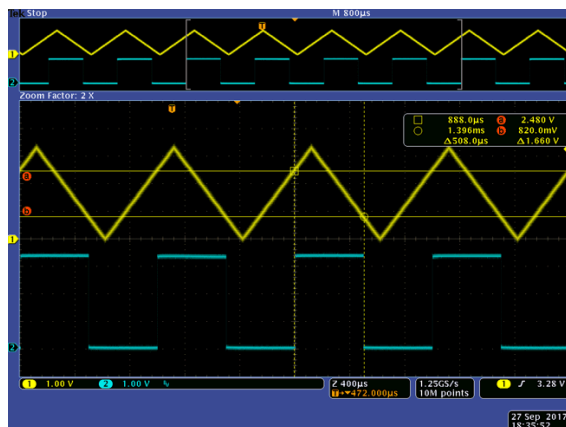 Tek Stop M 800µs
T
1
2
Zoom Factor: 2 X
T
888.0µs a 2.480 V
1.396ms b 820.0mV
Δ508.0µs Δ1.660 V
a
b
1
2
1 1.00 V 2 1.00 V Z 400µs 1.25GS/s 1 3.28 V
T→▼472.000µs 10M points
27 Sep 2017
18:35:52